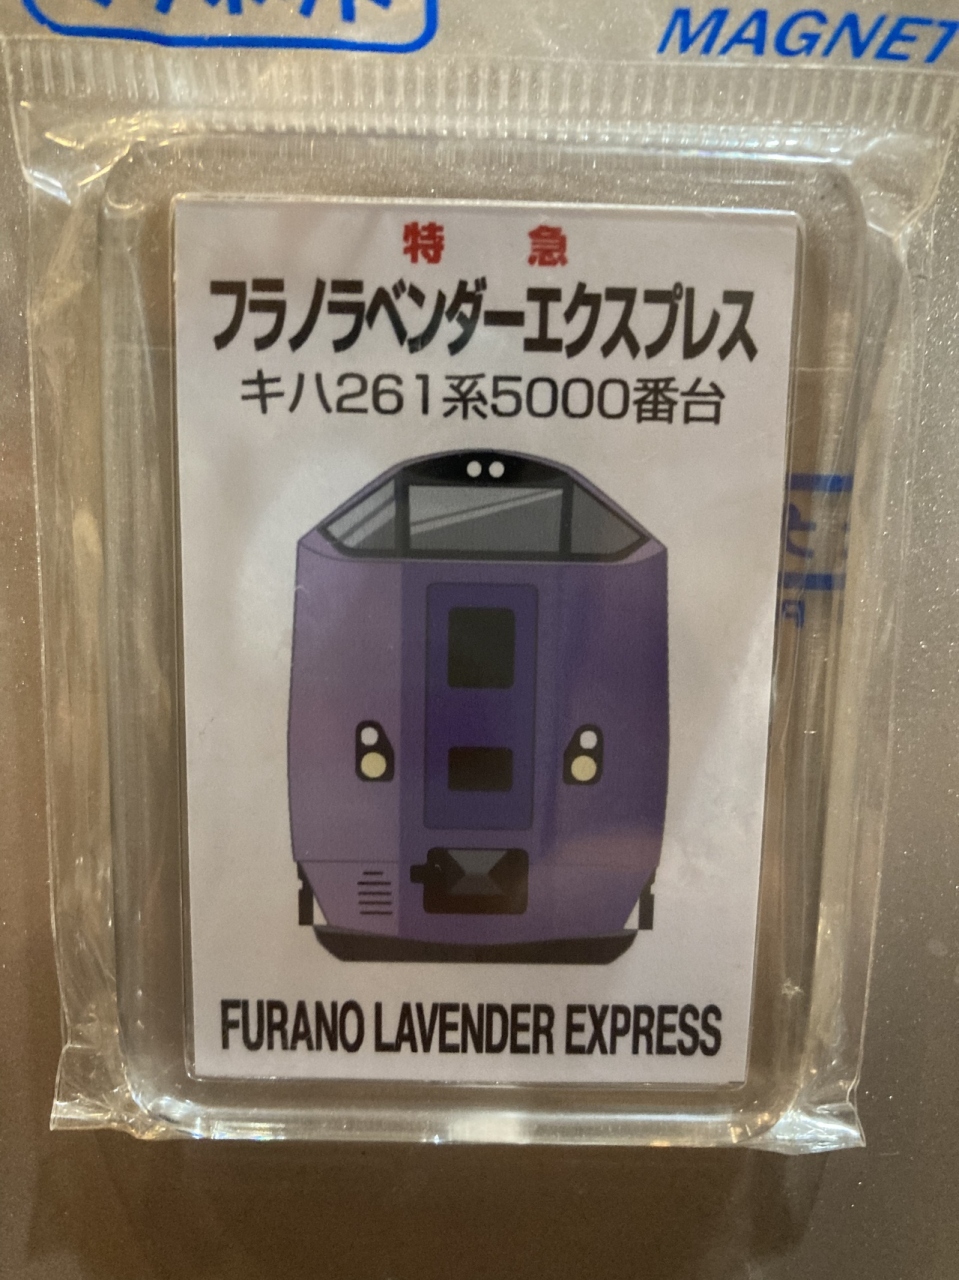 MAGNET
特急
フラノラベンダーエクスプレス
キハ261系5000番台
FURANO LAVENDER EXPRESS